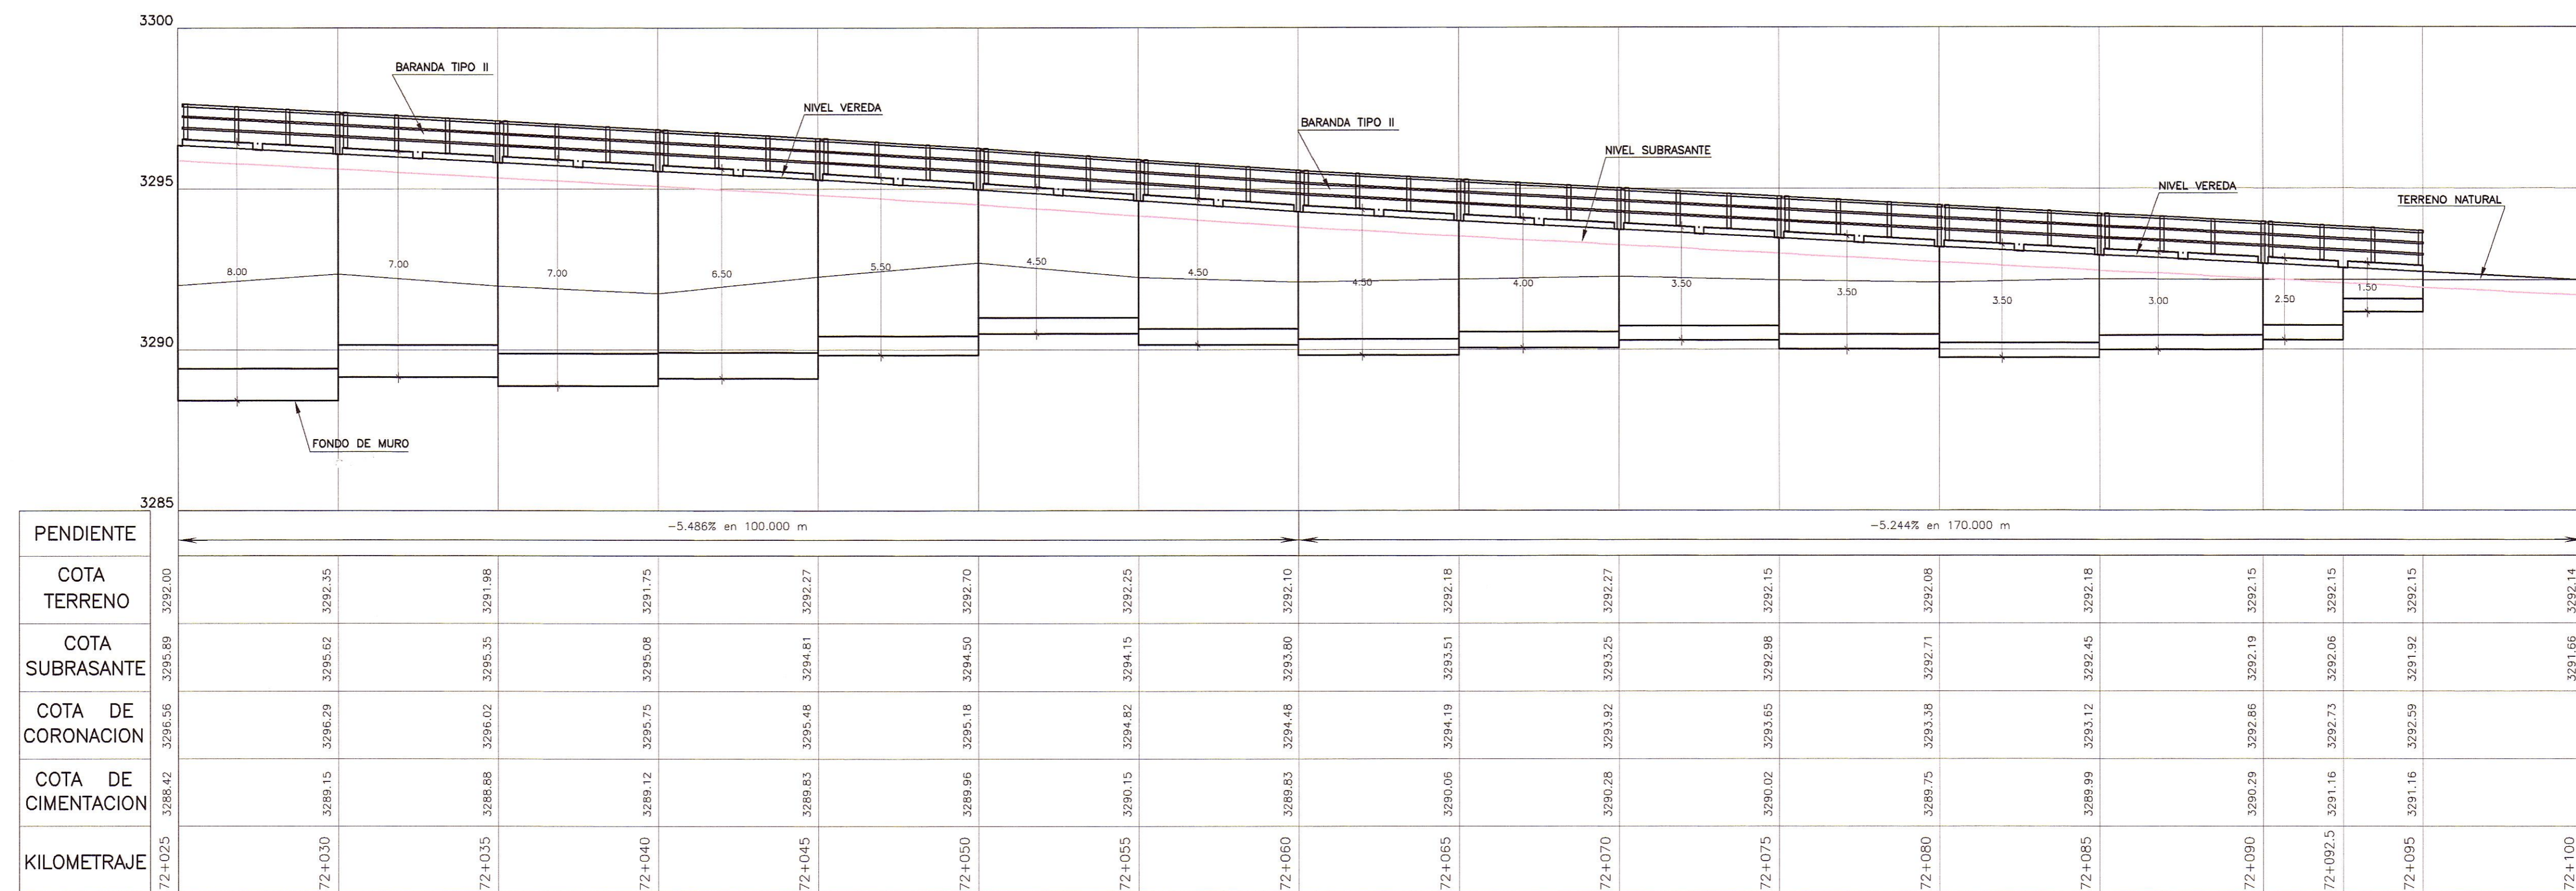 3300
BARANDA TIPO II
NIVEL VEREDA
BARANDA TIPO II
NIVEL SUBRASANTE
NIVEL VEREDA
TERRENO NATURAL
3295
8.00
7.00
7.00
6.50
5.50
4.50
4.50
4.50
4.00
3.50
3.50
3.50
3.00
2.50
1.50
3290
FONDO DE MURO
3285
PENDIENTE
-5.486% en 100.000 m
-5.244% en 170.000 m
COTA
TERRENO
3292.00 3292.35 3291.98 3291.75 3292.27 3292.70 3292.25 3292.10 3292.18 3292.27 3292.15 3292.08 3292.18 3292.15 3292.15 3292.15 3292.14
COTA
SUBRASANTE
3295.89 3295.62 3295.35 3295.08 3294.81 3294.50 3294.15 3293.80 3293.51 3293.25 3292.98 3292.71 3292.45 3292.19 3292.06 3291.92 3291.66
COTA DE
CORONACION
3296.56 3296.29 3296.02 3295.75 3295.48 3295.18 3294.82 3294.48 3294.19 3293.92 3293.65 3293.38 3293.12 3292.86 3292.73 3292.59
COTA DE
CIMENTACION
3288.42 3289.15 3288.88 3289.12 3289.83 3289.96 3290.15 3289.83 3290.06 3290.28 3290.02 3289.75 3289.99 3290.29 3291.16 3291.16
KILOMETRAJE
72+025 72+030 72+035 72+040 72+045 72+050 72+055 72+060 72+065 72+070 72+075 72+080 72+085 72+090 72+092.5 72+095 72+100